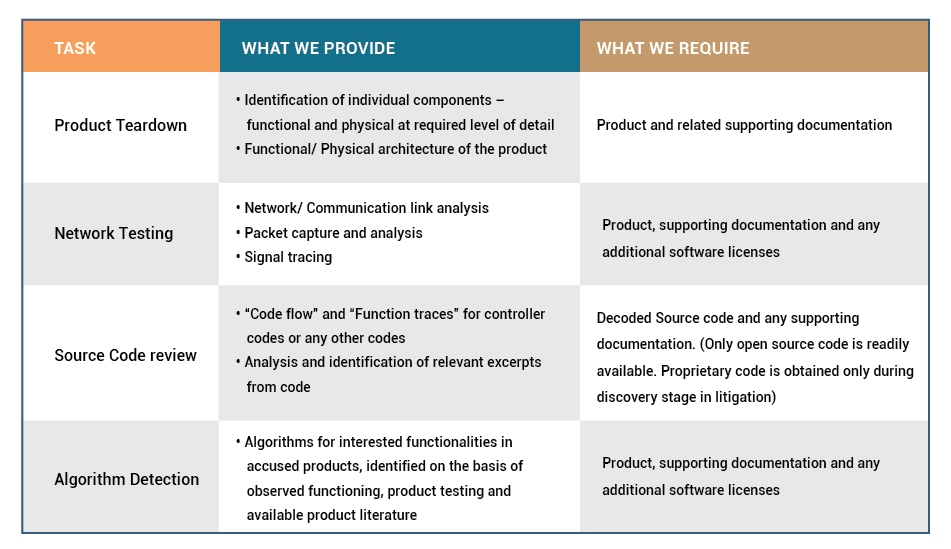 TASK
WHAT WE PROVIDE
WHAT WE REQUIRE
Product Teardown
• Identification of individual components –
functional and physical at required level of detail
• Functional/ Physical architecture of the product
Product and related supporting documentation
Network Testing
• Network/ Communication link analysis
• Packet capture and analysis
• Signal tracing
Product, supporting documentation and any
additional software licenses
Source Code review
• “Code flow” and “Function traces” for controller
codes or any other codes
• Analysis and identification of relevant excerpts
from code
Decoded Source code and any supporting
documentation. (Only open source code is readily
available. Proprietary code is obtained only during
discovery stage in litigation)
Algorithm Detection
• Algorithms for interested functionalities in
accused products, identified on the basis of
observed functioning, product testing and
available product literature
Product, supporting documentation and any
additional software licenses